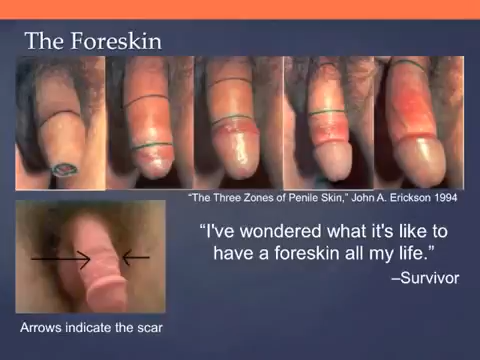 The Foreskin
“The Three Zones of Penile Skin,” John A. Erickson 1994
“I've wondered what it's like to
have a foreskin all my life.”
–Survivor
Arrows indicate the scar